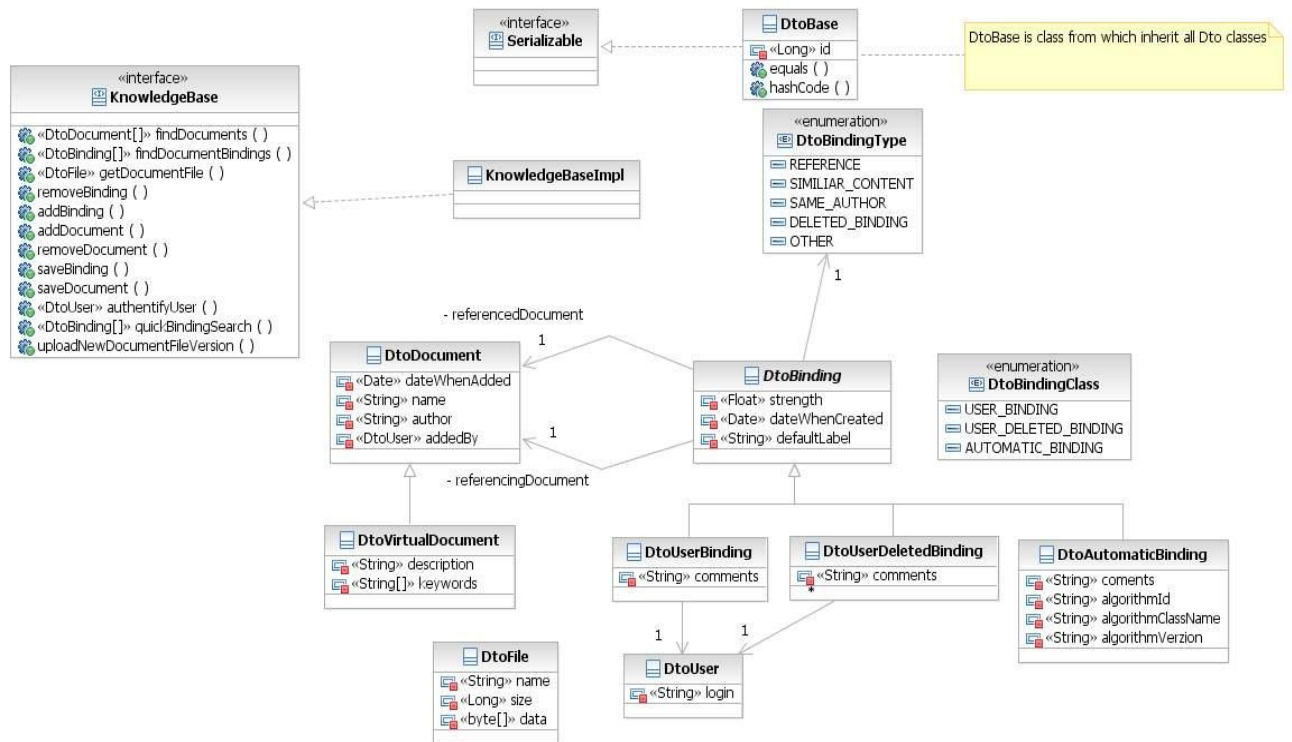 «interface»
Serializable
DtoBase
«Long» id
equals ( )
hashCode ( )
DtoBase is class from which inherit all Dto classes
«interface»
KnowledgeBase
«DtoDocument[]» findDocuments ( )
«DtoBinding[]» findDocumentBindings ( )
«DtoFile» getDocumentFile ( )
removeBinding ( )
addBinding ( )
addDocument ( )
removeDocument ( )
saveBinding ( )
saveDocument ( )
«DtoUser» authentifyUser ( )
«DtoBinding[]» quickBindingSearch ( )
uploadNewDocumentFileVersion ( )
KnowledgeBaseImpl
«enumeration»
DtoBindingType
REFERENCE
SIMILIAR_CONTENT
SAME_AUTHOR
DELETED_BINDING
OTHER
1
- referencedDocument
1
DtoDocument
«Date» dateWhenAdded
«String» name
«String» author
«DtoUser» addedBy
1
- referencingDocument
DtoBinding
«Float» strength
«Date» dateWhenCreated
«String» defaultLabel
«enumeration»
DtoBindingClass
USER_BINDING
USER_DELETED_BINDING
AUTOMATIC_BINDING
DtoVirtualDocument
«String» description
«String[]» keywords
DtoUserBinding
«String» comments
DtoUserDeletedBinding
«String» comments
*
DtoAutomaticBinding
«String» coments
«String» algorithmId
«String» algorithmClassName
«String» algorithmVerzion
1
1
DtoFile
«String» name
«Long» size
«byte[]» data
DtoUser
«String» login